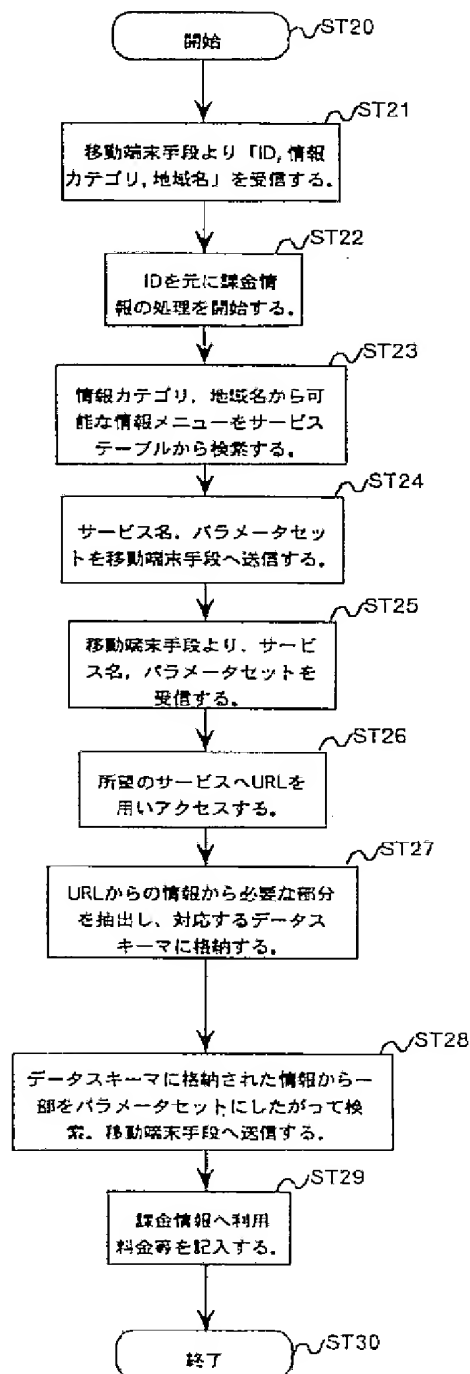 ST20
開始
ST21
移動端末手段より「ID, 情報
カテゴリ, 地域名」を受信する。
ST22
IDを元に課金情
報の処理を開始する。
ST23
情報カテゴリ、地域名から可
能な情報メニューをサービス
テーブルから検索する。
ST24
サービス名,パラメータセッ
トを移動端末手段へ送信する。
ST25
移動端末手段より、サービ
ス名,パラメータセットを
受信する。
ST26
所望のサービスへURLを
用いアクセスする。
ST27
URLからの情報から必要な部分
を抽出し、対応するデータス
キーマに格納する。
ST28
データスキーマに格納された情報から一
部をパラメータセットにしたがって検
索。移動端末手段へ送信する。
ST29
課金情報へ利用
料金等を記入する。
ST30
終了